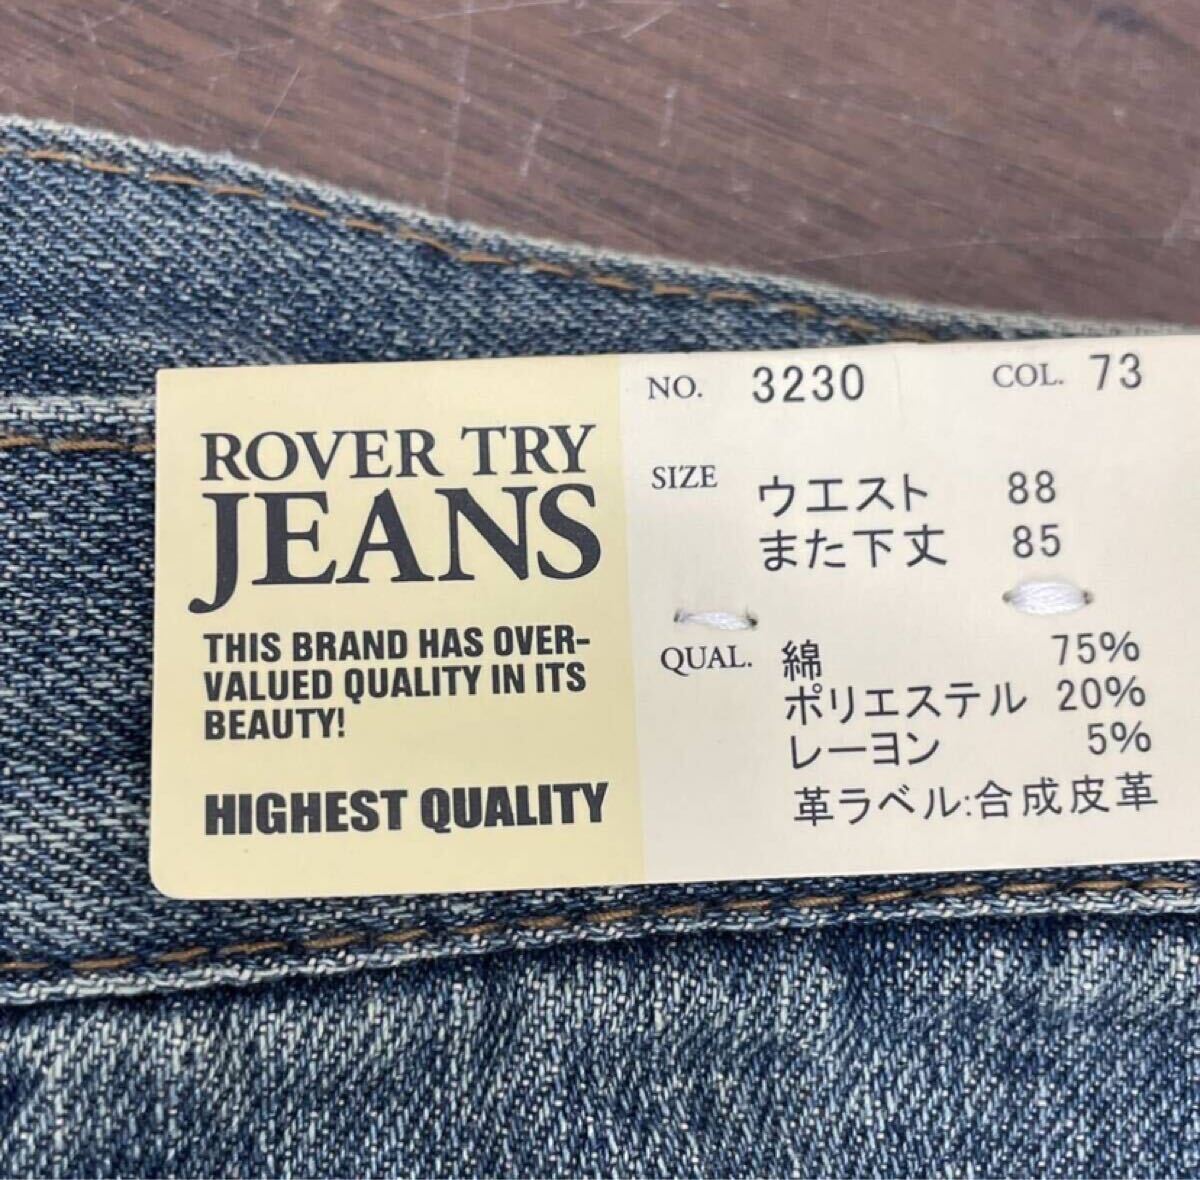 ROVER TRY
JEANS
THIS BRAND HAS OVER-
VALUED QUALITY IN ITS
BEAUTY!
HIGHEST QUALITY
NO. 3230 COL. 73
SIZE ウエスト 88
また下丈 85
QUAL. 綿 75%
ポリエステル 20%
レーヨン 5%
革ラベル:合成皮革